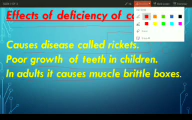 Effects of deficiency of
Causes disease called rickets.
Poor growth of teeth in children.
In adults it causes muscle brittle boxes.